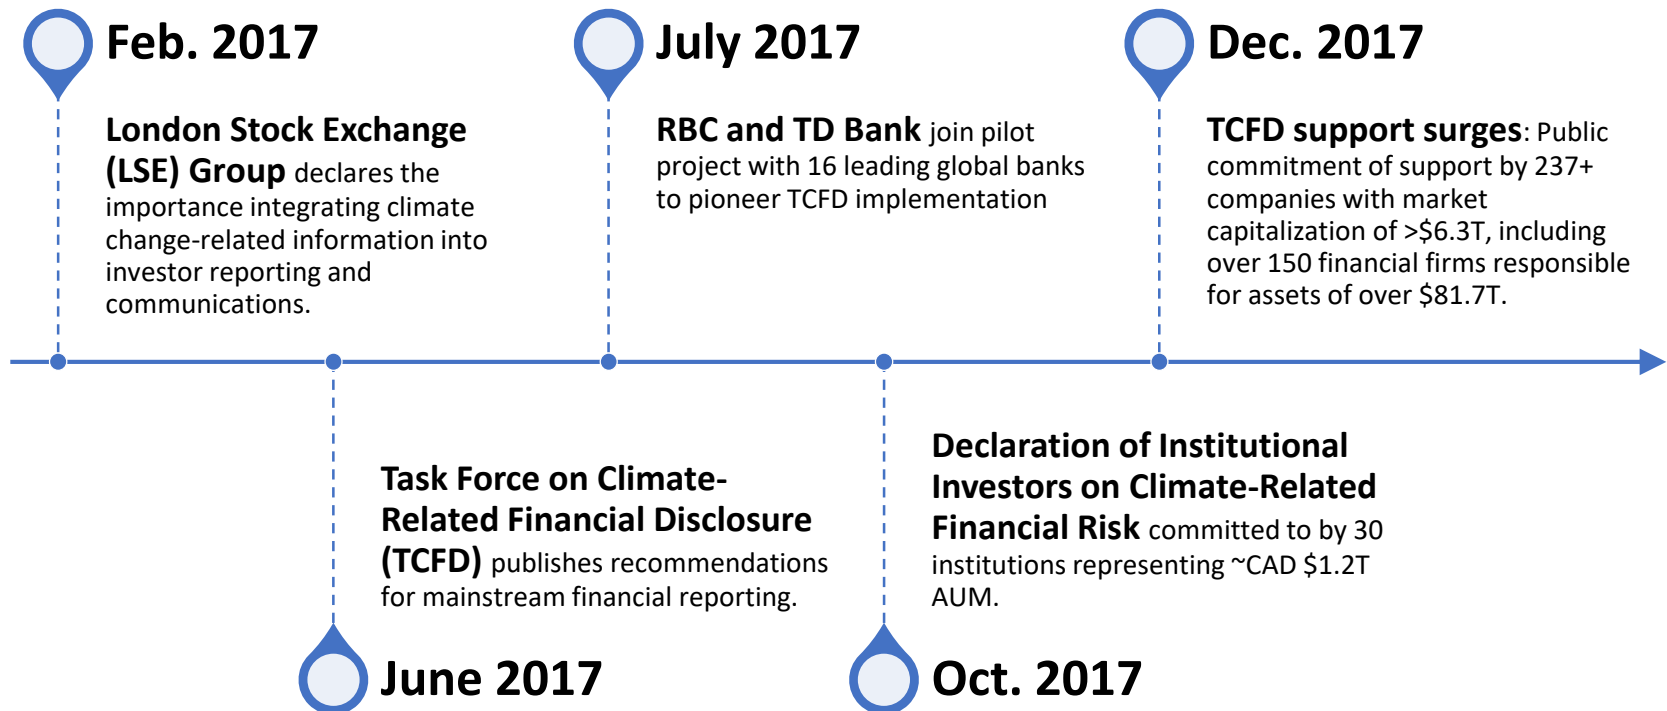 Feb. 2017
London Stock Exchange
(LSE) Group declares the
importance integrating climate
change-related information into
investor reporting and
communications.
Task Force on Climate-
Related Financial Disclosure
(TCFD) publishes recommendations
for mainstream financial reporting.
June 2017
July 2017
RBC and TD Bank join pilot
project with 16 leading global banks
to pioneer TCFD implementation
Declaration of Institutional
Investors on Climate-Related
Financial Risk committed to by 30
institutions representing ~CAD $1.2T
AUM.
Oct. 2017
Dec. 2017
TCFD support surges: Public
commitment of support by 237+
companies with market
capitalization of >$6.3T, including
over 150 financial firms responsible
for assets of over $81.7T.